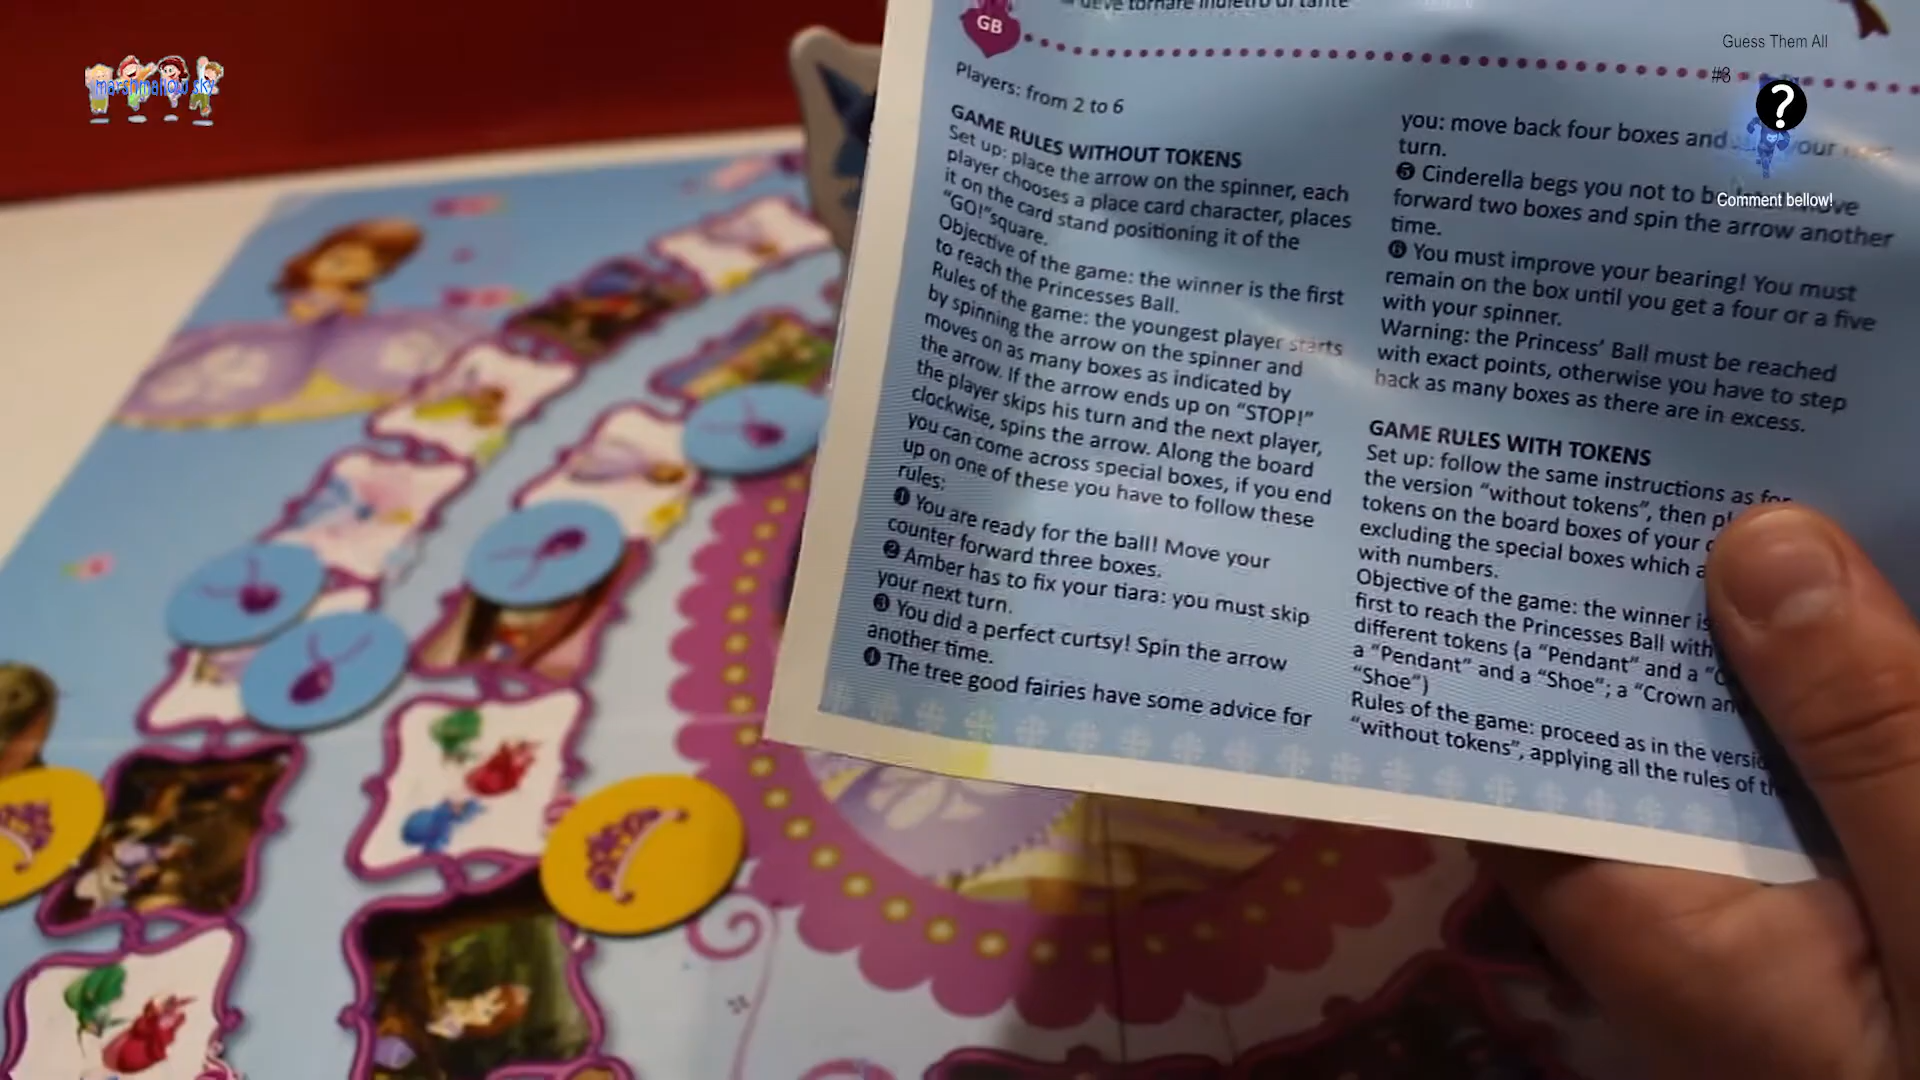 marshmallow sky
deve tornare indietro di tante
GB
Guess Them All
#3
?
Comment bellow!
Players: from 2 to 6
GAME RULES WITHOUT TOKENS
Set up: place the arrow on the spinner, each
player chooses a place card character, places
it on the card stand positioning it of the
“GO!”square.
Objective of the game: the winner is the first
to reach the Princesses Ball.
Rules of the game: the youngest player starts
by spinning the arrow on the spinner and
moves on as many boxes as indicated by
the arrow. If the arrow ends up on “STOP!”
the player skips his turn and the next player,
clockwise, spins the arrow. Along the board
you can come across special boxes, if you end
up on one of these you have to follow these
rules:
❶ You are ready for the ball! Move your
counter forward three boxes.
❷ Amber has to fix your tiara: you must skip
your next turn.
❸ You did a perfect curtsy! Spin the arrow
another time.
❹ The tree good fairies have some advice for
you: move back four boxes and your
turn.
❺ Cinderella begs you not to b
forward two boxes and spin the arrow another
time.
❻ You must improve your bearing! You must
remain on the box until you get a four or a five
with your spinner.
Warning: the Princess’ Ball must be reached
with exact points, otherwise you have to step
back as many boxes as there are in excess.
GAME RULES WITH TOKENS
Set up: follow the same instructions as for
the version “without tokens”, then
tokens on the board boxes of your
excluding the special boxes which
with numbers.
Objective of the game: the winner is
first to reach the Princesses Ball with
different tokens (a “Pendant” and a
a “Pendant” and a “Shoe”; a “Crown
“Shoe”)
Rules of the game: proceed as in the
“without tokens”, applying all the rules of